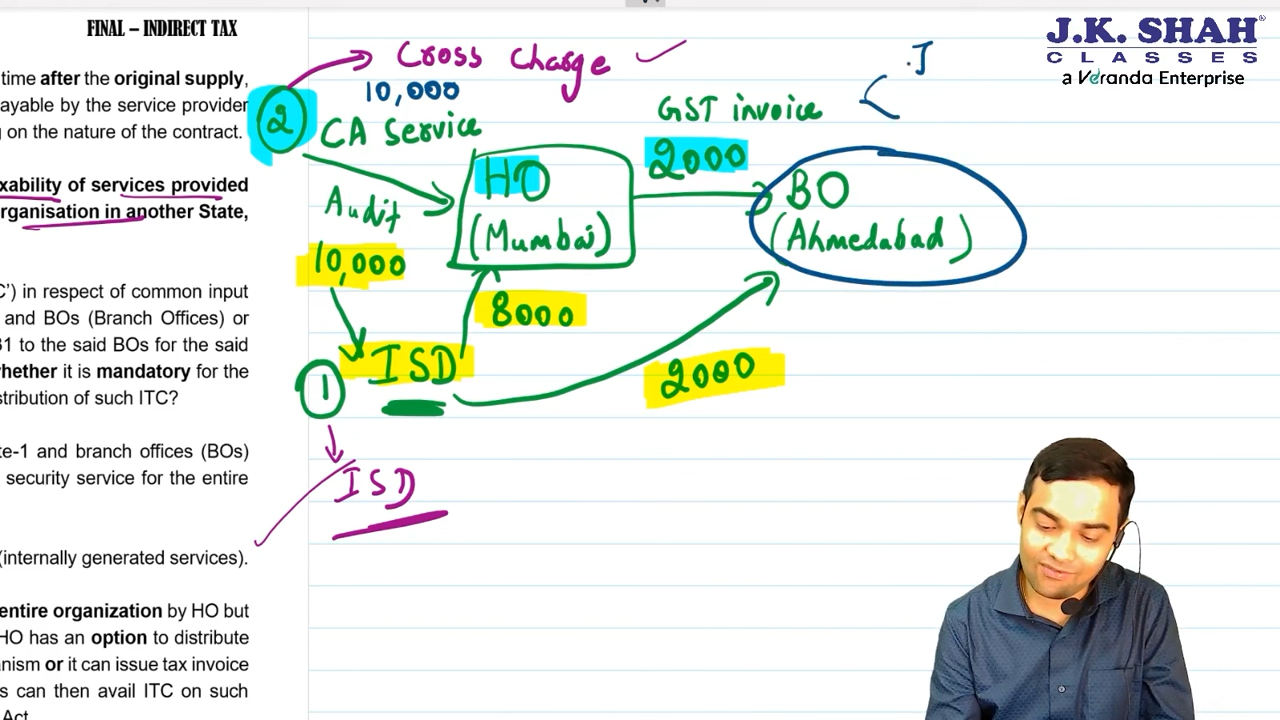 FINAL – INDIRECT TAX
time after the original supply,
ayable by the service provider
g on the nature of the contract.
xability of services provided
rganisation in another State,
C’) in respect of common input
and BOs (Branch Offices) or
1 to the said BOs for the said
whether it is mandatory for the
stribution of such ITC?
te-1 and branch offices (BOs)
security service for the entire
(internally generated services).
entire organization by HO but
HO has an option to distribute
anism or it can issue tax invoice
s can then avail ITC on such
Act.
Cross Charge
10,000
2
CA Service
Audit
10,000
HO
(Mumbai)
GST invoice
2000
BO
(Ahmedabad)
8000
ISD
2000
1
ISD
J.K. SHAH®
CLASSES
a Veranda Enterprise